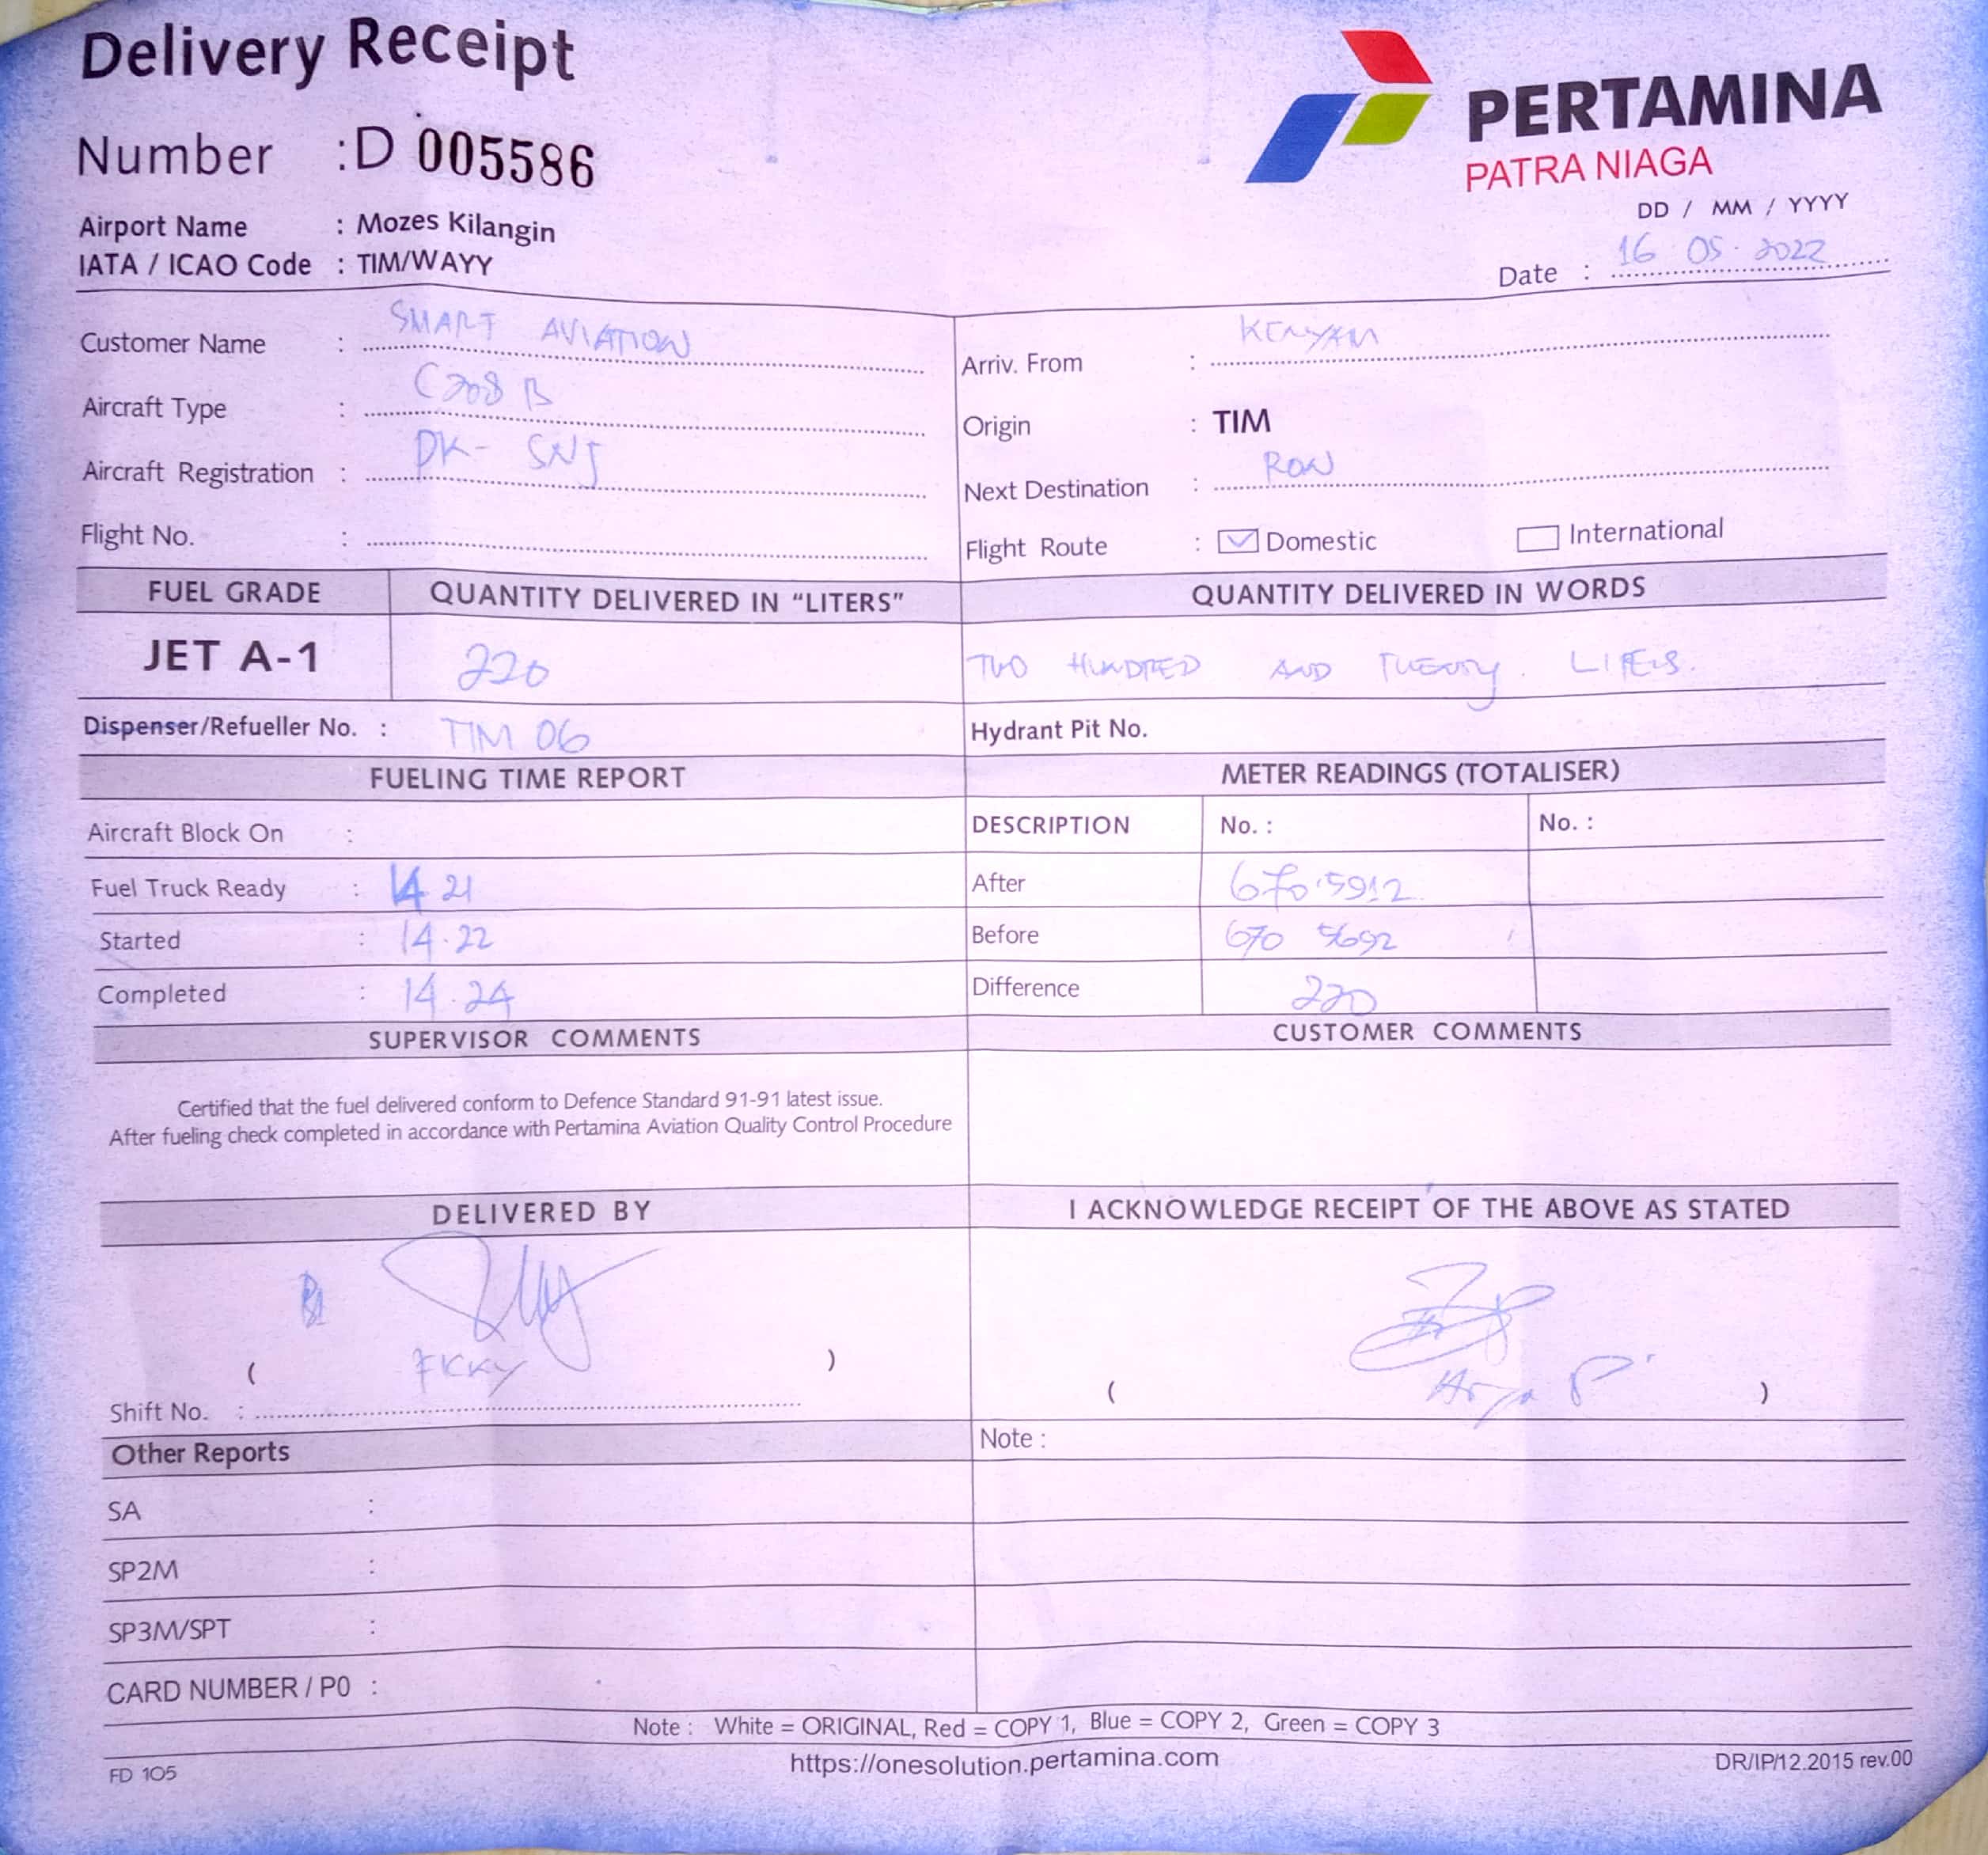 Delivery Receipt
PERTAMINA
PATRA NIAGA
Number : D 005586
DD / MM / YYYY
Airport Name : Mozes Kilangin
IATA / ICAO Code : TIM/WAYY
Date : 16 05 . 2022
Customer Name : SMART AVIATION
Arriv. From : KENYAM
Aircraft Type : C208 B
Origin : TIM
Aircraft Registration : PK- SNJ
Next Destination : RON
Flight No. :
Flight Route : Domestic International
FUEL GRADE QUANTITY DELIVERED IN "LITERS" QUANTITY DELIVERED IN WORDS
JET A-1 220 TWO HUNDRED AND TWENTY . LITERS.
Dispenser/Refueller No. : TIM 06 Hydrant Pit No.
FUELING TIME REPORT METER READINGS (TOTALISER)
Aircraft Block On : DESCRIPTION No. : No. :
Fuel Truck Ready : 14 21 After 670 5912
Started : 14.22 Before 670 5692
Completed : 14.24 Difference 220
SUPERVISOR COMMENTS CUSTOMER COMMENTS
Certified that the fuel delivered conform to Defence Standard 91-91 latest issue.
After fueling check completed in accordance with Pertamina Aviation Quality Control Procedure
DELIVERED BY I ACKNOWLEDGE RECEIPT OF THE ABOVE AS STATED
( )
( )
Shift No. :
Other Reports Note :
SA :
SP2M :
SP3M/SPT :
CARD NUMBER / P0 :
Note : White = ORIGINAL, Red = COPY 1, Blue = COPY 2, Green = COPY 3
FD 105 https://onesolution.pertamina.com DR/IP/12.2015 rev.00